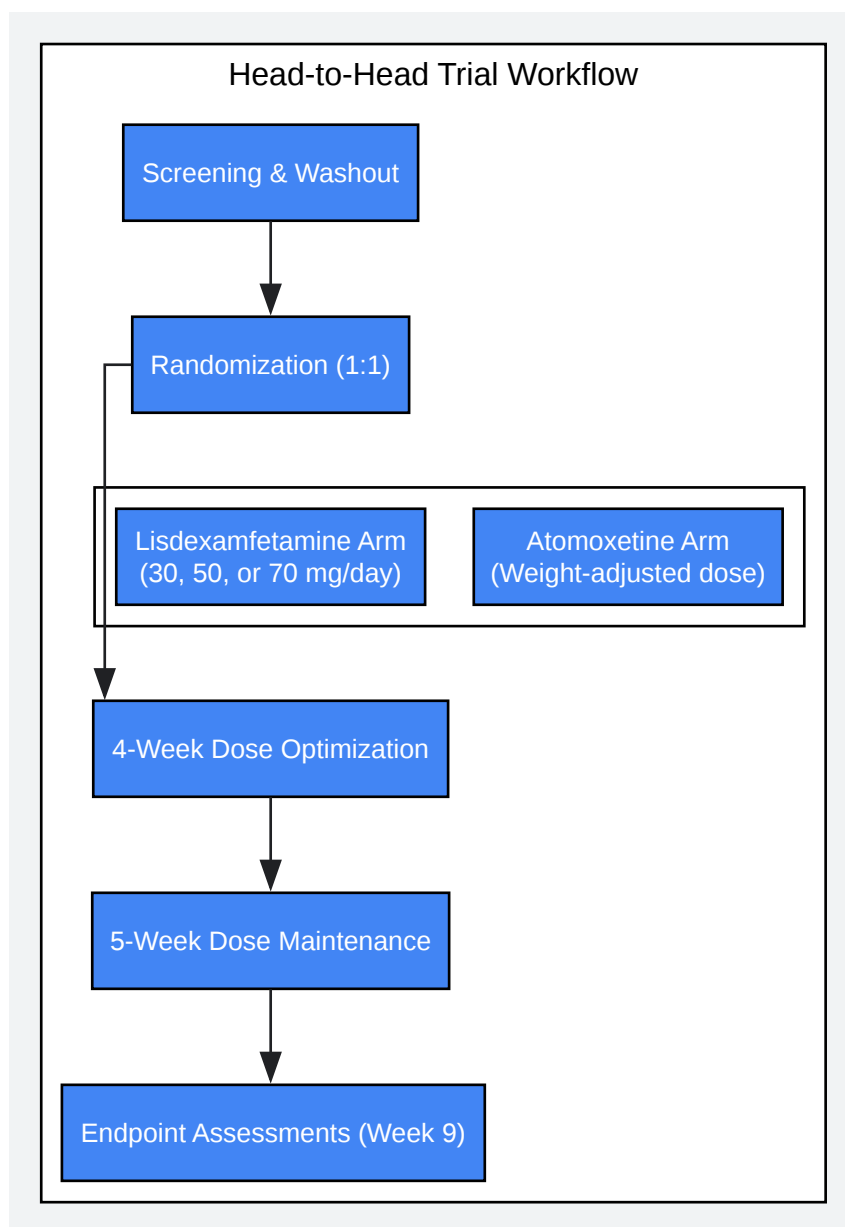 Head-to-Head Trial Workflow
Screening & Washout
Randomization (1:1)
Lisdexamfetamine Arm
(30, 50, or 70 mg/day)
Atomoxetine Arm
(Weight-adjusted dose)
4-Week Dose Optimization
5-Week Dose Maintenance
Endpoint Assessments (Week 9)